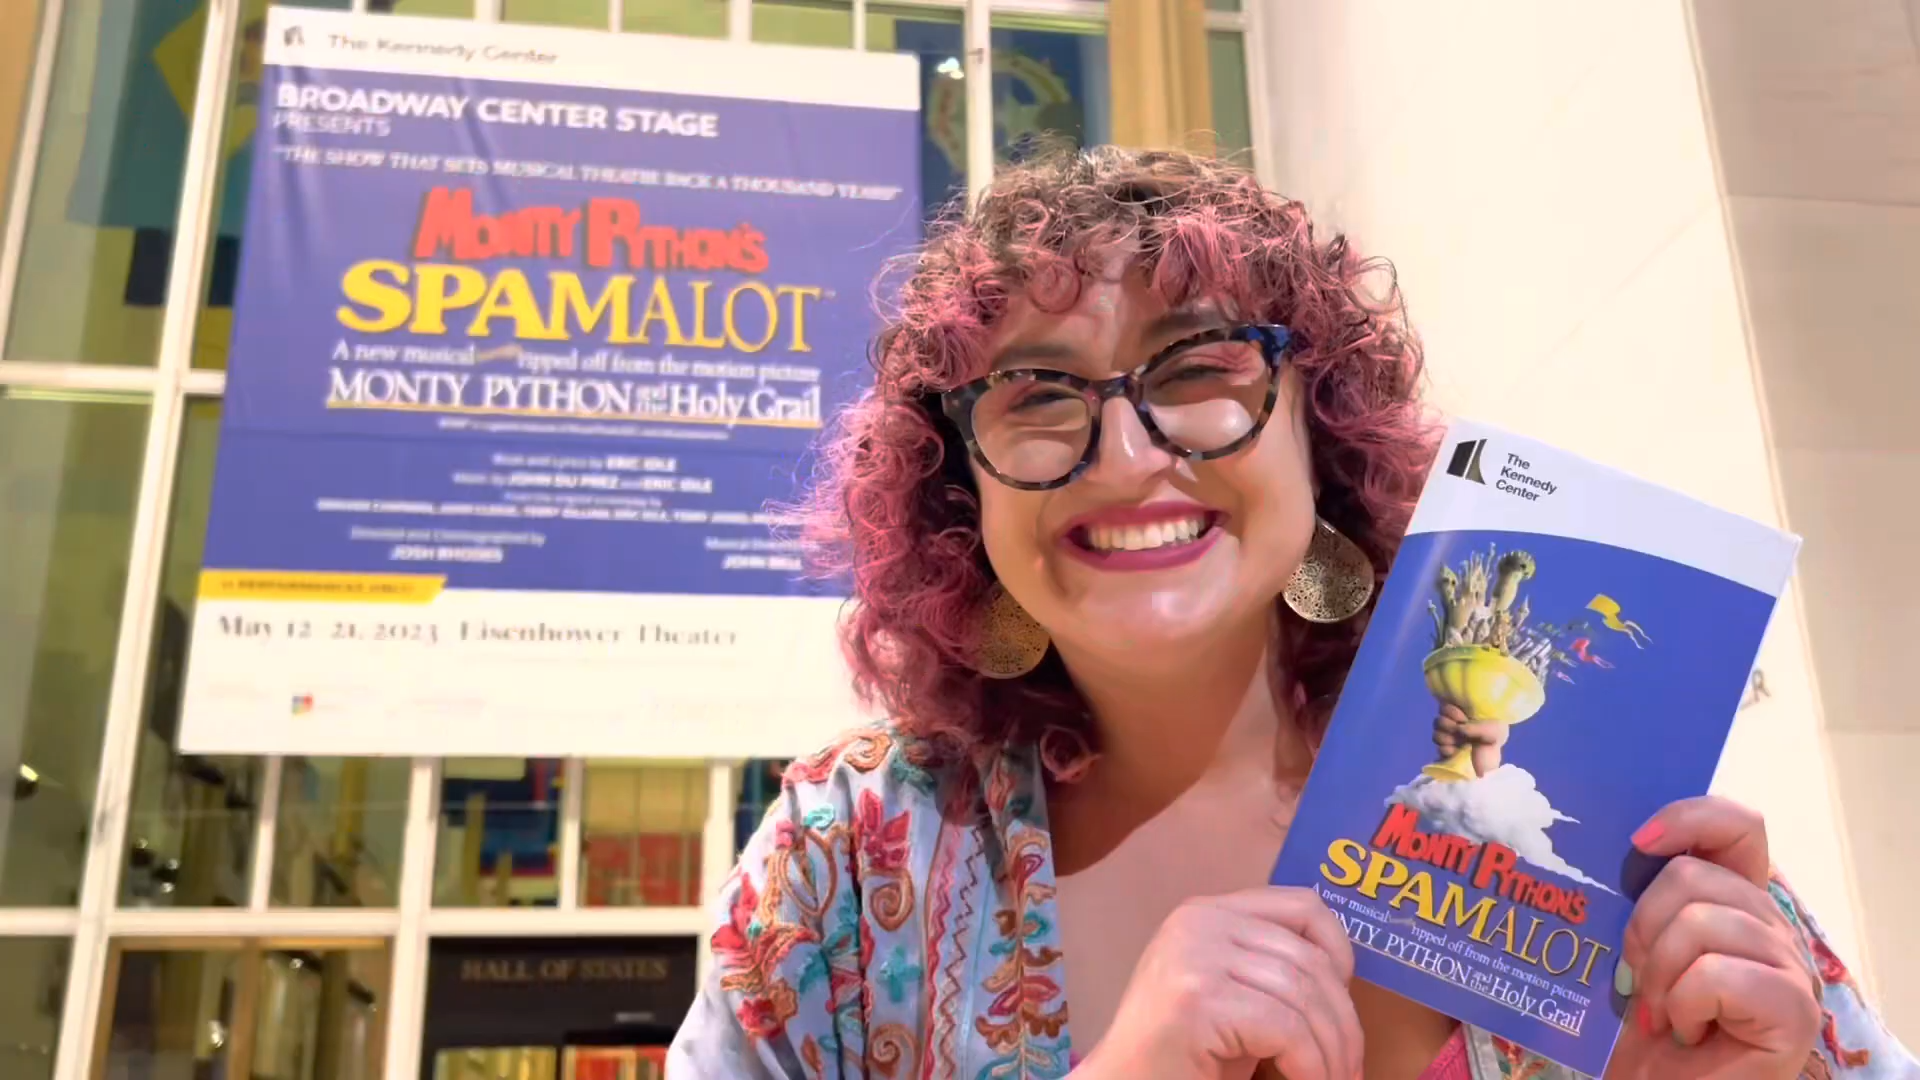 The Kennedy Center
BROADWAY CENTER STAGE
PRESENTS
"THE SHOW THAT SETS MUSICAL THEATRE BACK A THOUSAND YEARS!"
MONTY PYTHON'S
SPAMALOT
A new musical ripped off from the motion picture
MONTY PYTHON and the Holy Grail
Book and Lyrics by ERIC IDLE
Music by JOHN DU PREZ and ERIC IDLE
Directed and Choreographed by
JOSH RHODES
JOHN BELL
May 12-21, 2023 Eisenhower Theater
HALL OF STATES
The
Kennedy
Center
MONTY PYTHON'S
SPAMALOT
A new musical ripped off from the motion picture
MONTY PYTHON and the Holy Grail